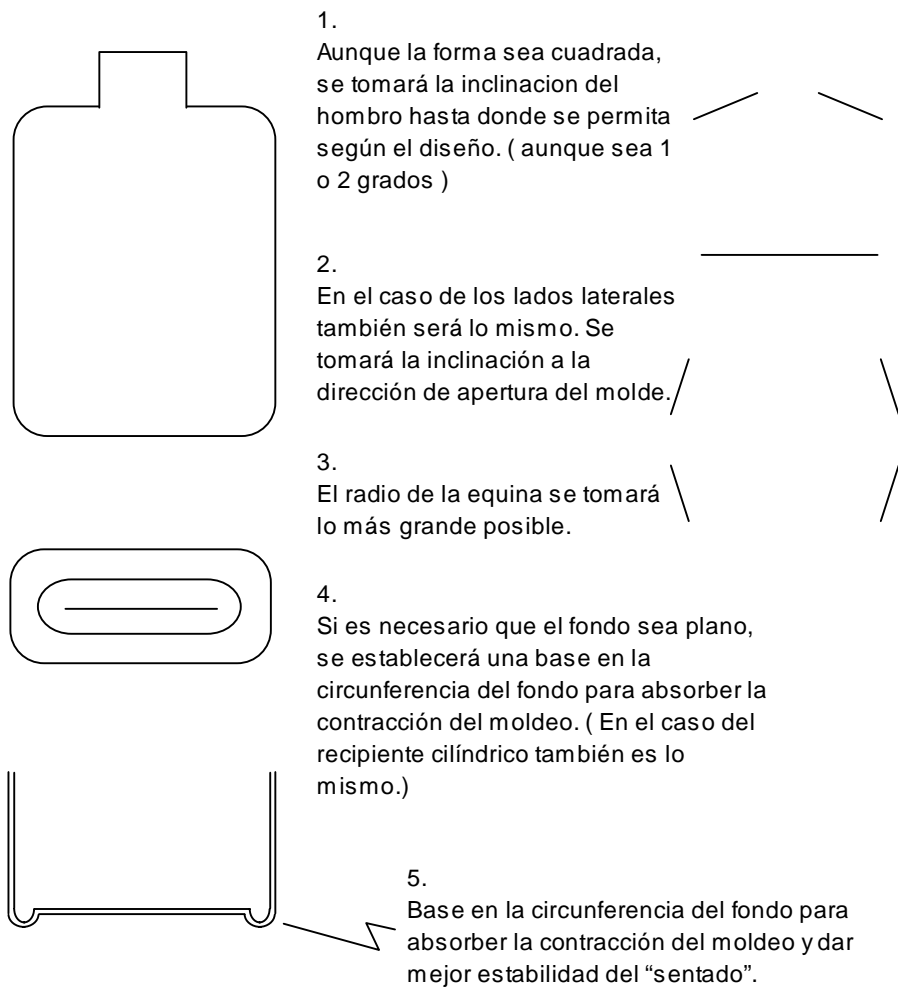 1.
Aunque la forma sea cuadrada,
se tomará la inclinacion del
hombro hasta donde se permita
según el diseño. ( aunque sea 1
o 2 grados )
2.
En el caso de los lados laterales
también será lo mismo. Se
tomará la inclinación a la
dirección de apertura del molde.
3.
El radio de la equina se tomará
lo más grande posible.
4.
Si es necesario que el fondo sea plano,
se establecerá una base en la
circunferencia del fondo para absorber la
contracción del moldeo. ( En el caso del
recipiente cilíndrico también es lo
mismo.)
5.
Base en la circunferencia del fondo para
absorber la contracción del moldeo y dar
mejor estabilidad del “sentado”.